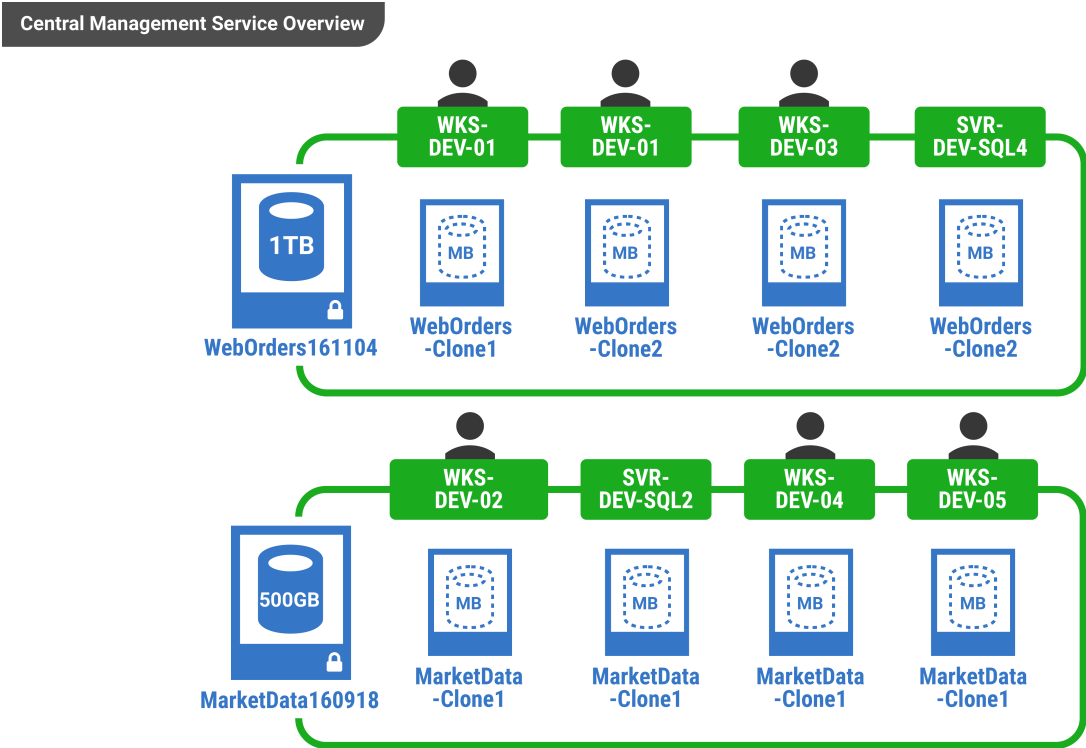 Central Management Service Overview
WKS-
DEV-01
WKS-
DEV-01
WKS-
DEV-03
SVR-
DEV-SQL4
1TB
MB
MB
MB
MB
WebOrders161104
WebOrders
-Clone1
WebOrders
-Clone2
WebOrders
-Clone2
WebOrders
-Clone2
WKS-
DEV-02
SVR-
DEV-SQL2
WKS-
DEV-04
WKS-
DEV-05
500GB
MB
MB
MB
MB
MarketData160918
MarketData
-Clone1
MarketData
-Clone1
MarketData
-Clone1
MarketData
-Clone1